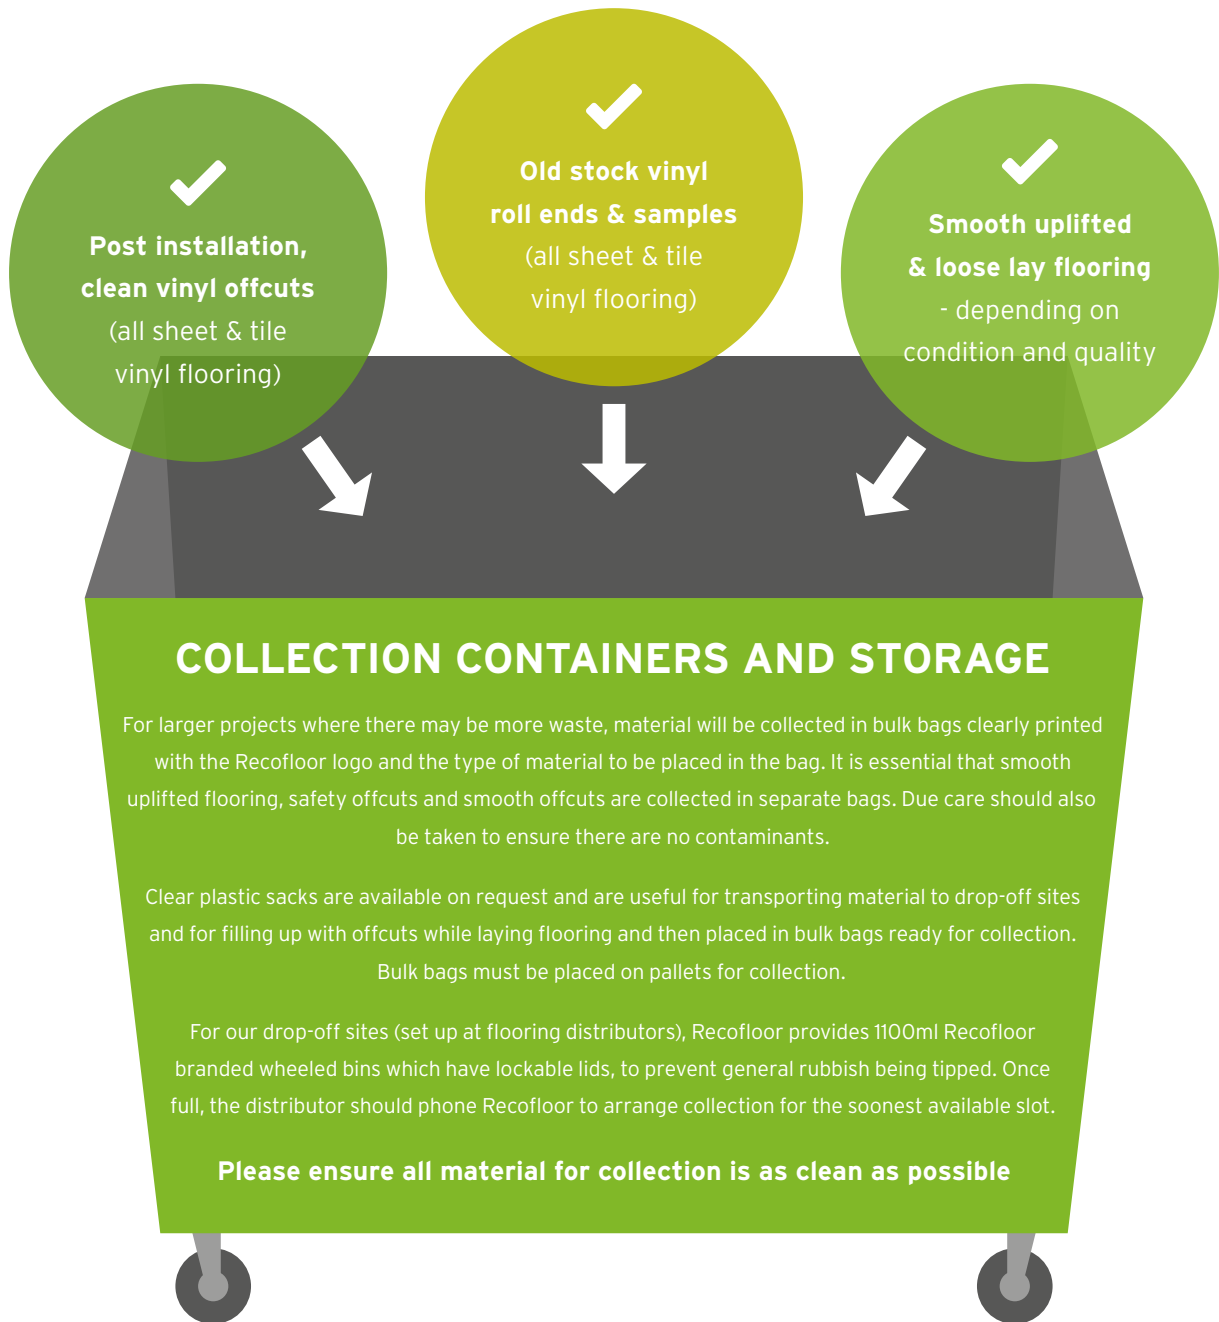 Post installation,
clean vinyl offcuts
(all sheet & tile
vinyl flooring)
Old stock vinyl
roll ends & samples
(all sheet & tile
vinyl flooring)
Smooth uplifted
& loose lay flooring
- depending on
condition and quality
COLLECTION CONTAINERS AND STORAGE
For larger projects where there may be more waste, material will be collected in bulk bags clearly printed
with the Recofloor logo and the type of material to be placed in the bag. It is essential that smooth
uplifted flooring, safety offcuts and smooth offcuts are collected in separate bags. Due care should also
be taken to ensure there are no contaminants.
Clear plastic sacks are available on request and are useful for transporting material to drop-off sites
and for filling up with offcuts while laying flooring and then placed in bulk bags ready for collection.
Bulk bags must be placed on pallets for collection.
For our drop-off sites (set up at flooring distributors), Recofloor provides 1100ml Recofloor
branded wheeled bins which have lockable lids, to prevent general rubbish being tipped. Once
full, the distributor should phone Recofloor to arrange collection for the soonest available slot.
Please ensure all material for collection is as clean as possible